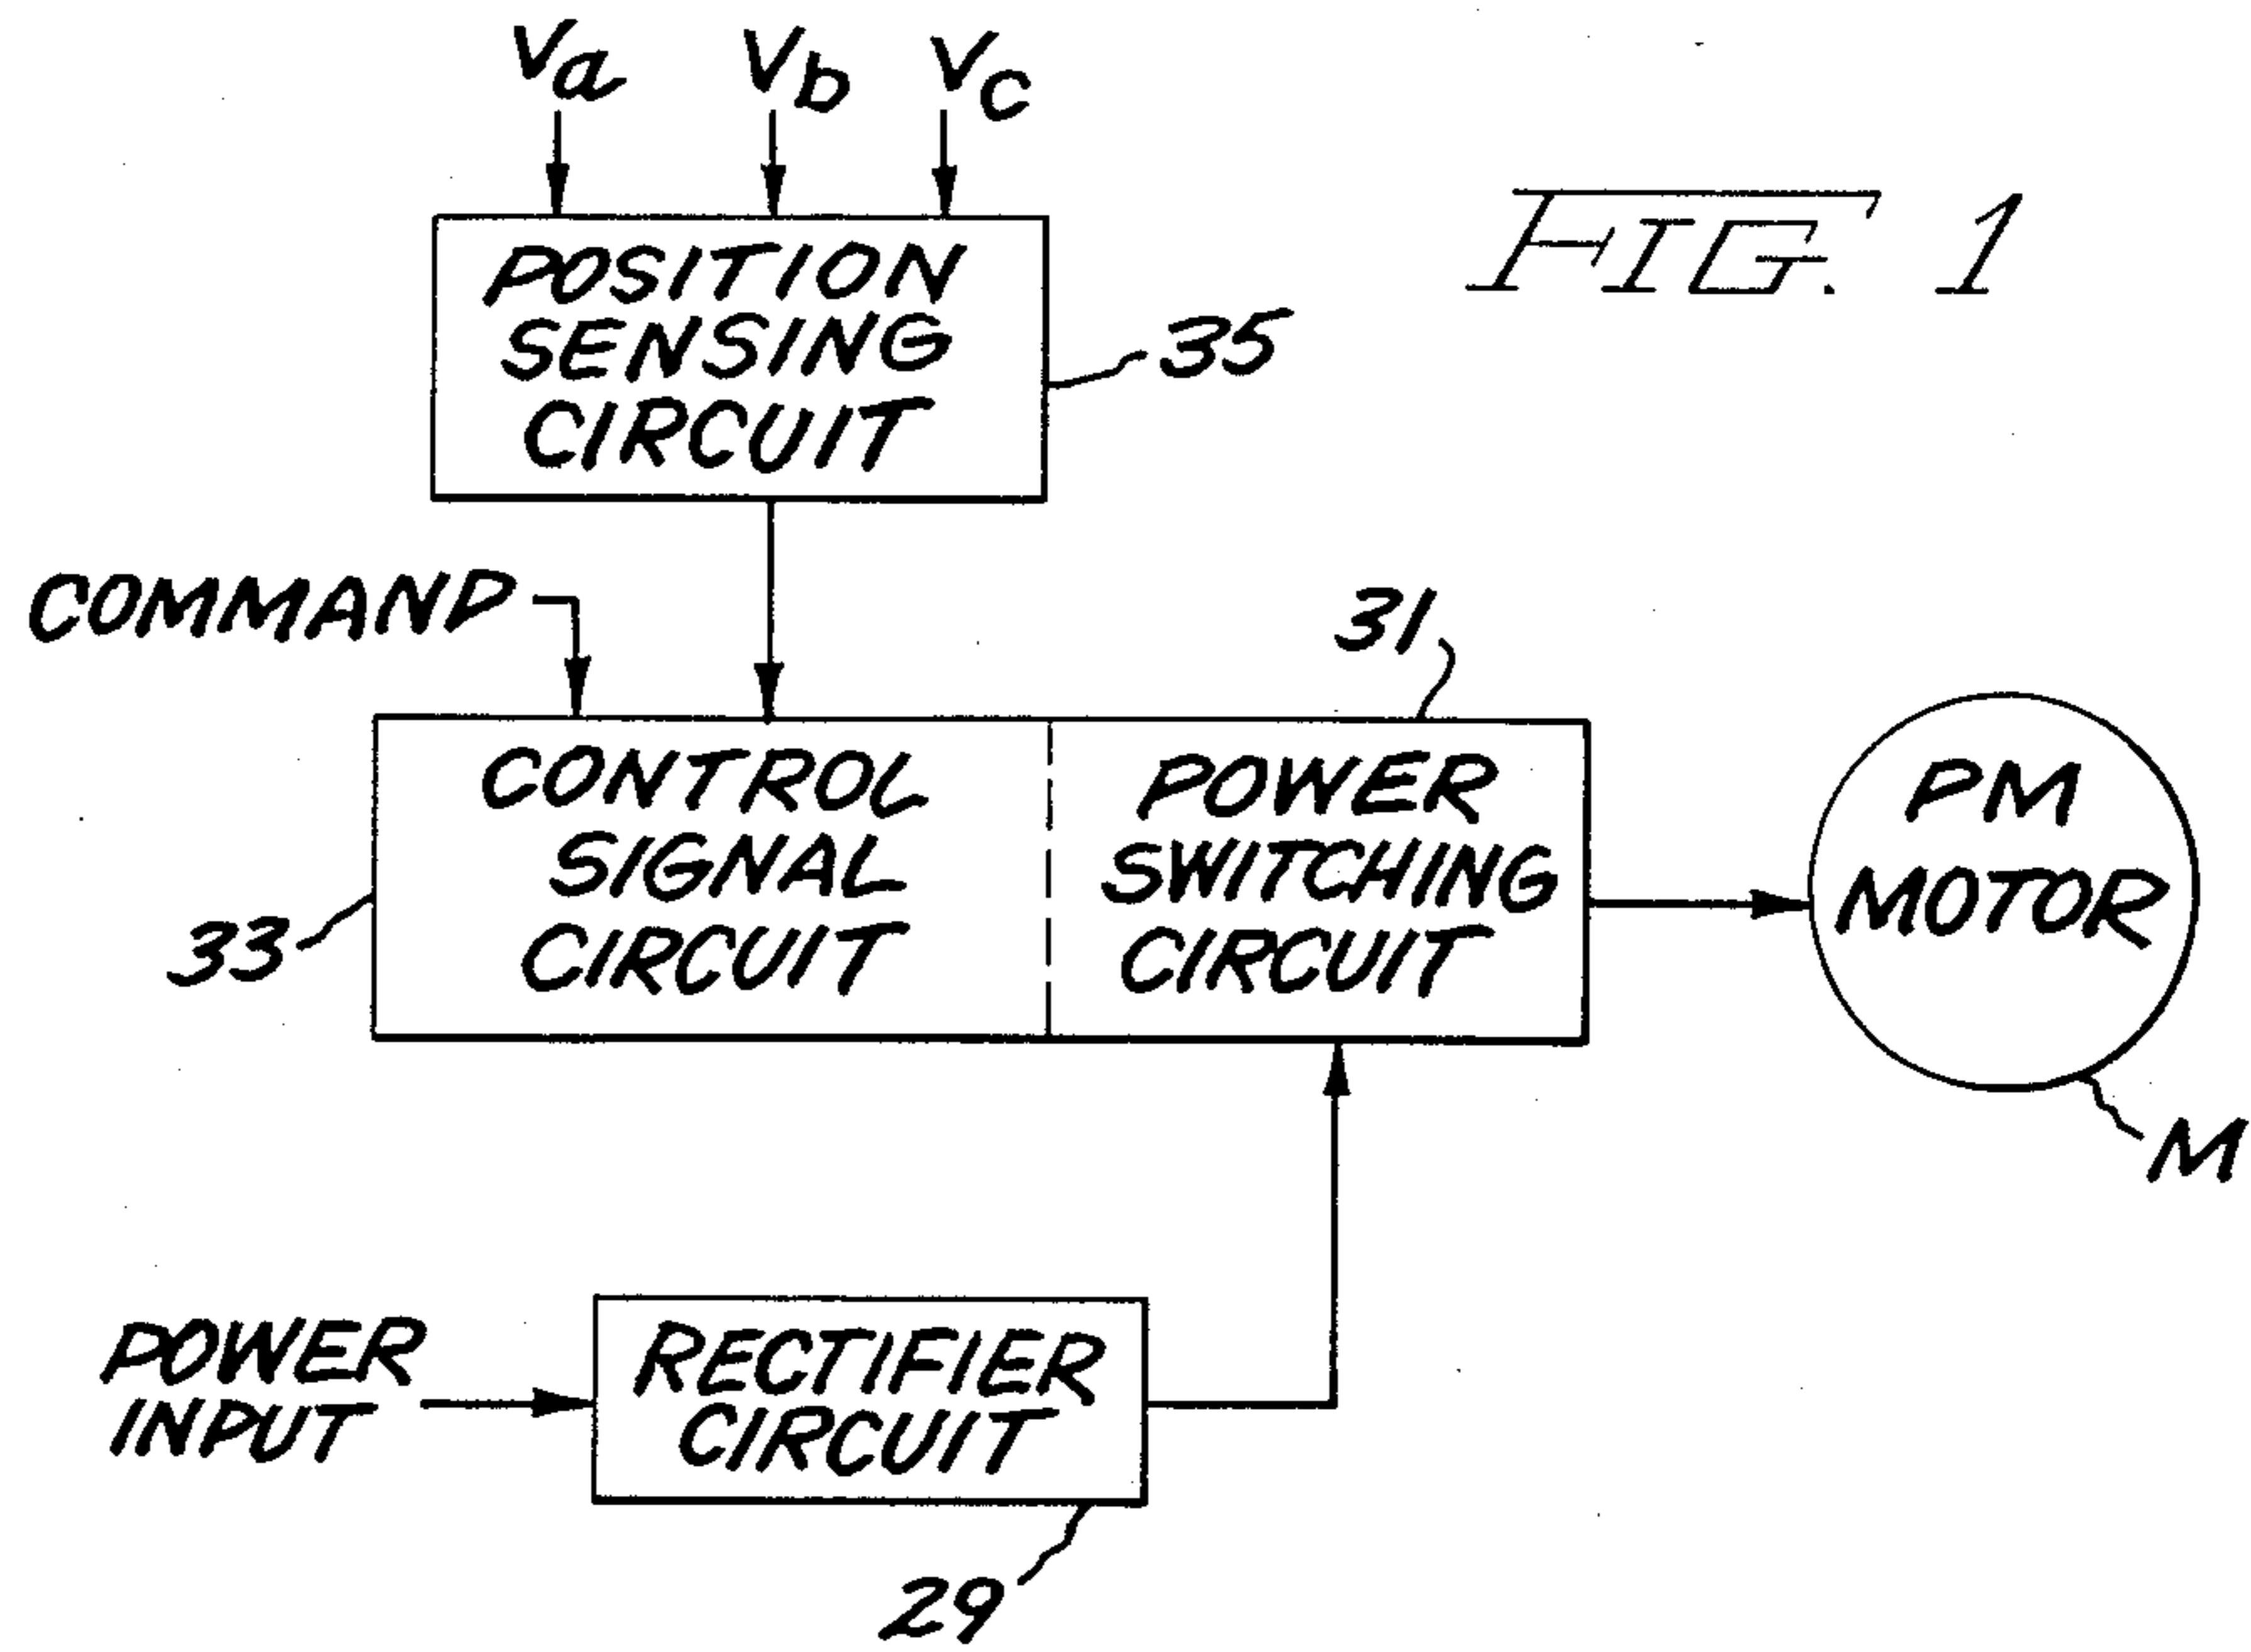 Va Vb Vc
FIG. 1
POSITION
SENSING
CIRCUIT
35
COMMAND
31
CONTROL
SIGNAL
CIRCUIT
33
POWER
SWITCHING
CIRCUIT
PM
MOTOR
M
POWER
INPUT
RECTIFIER
CIRCUIT
29